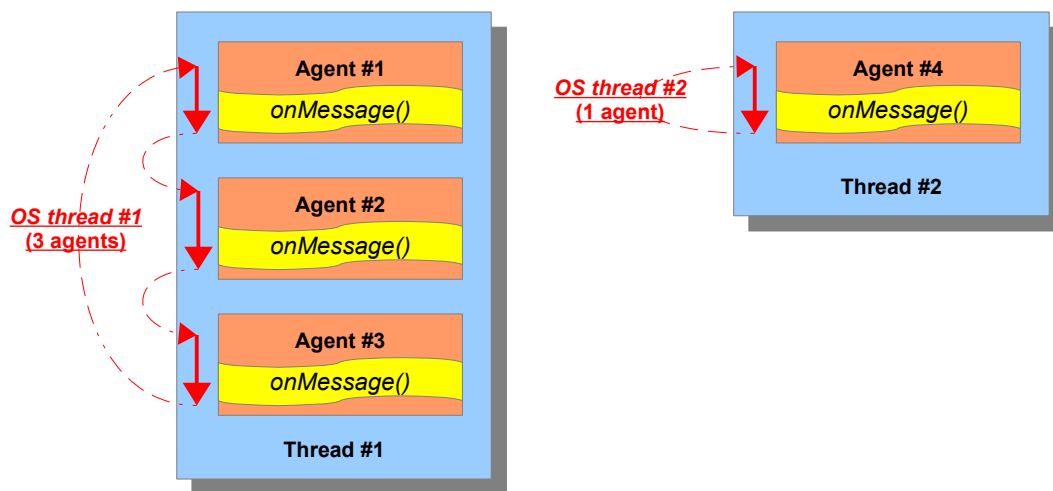 Agent #1
onMessage()
OS thread #1
(3 agents)
Agent #2
onMessage()
Agent #3
onMessage()
Thread #1
OS thread #2
(1 agent)
Agent #4
onMessage()
Thread #2